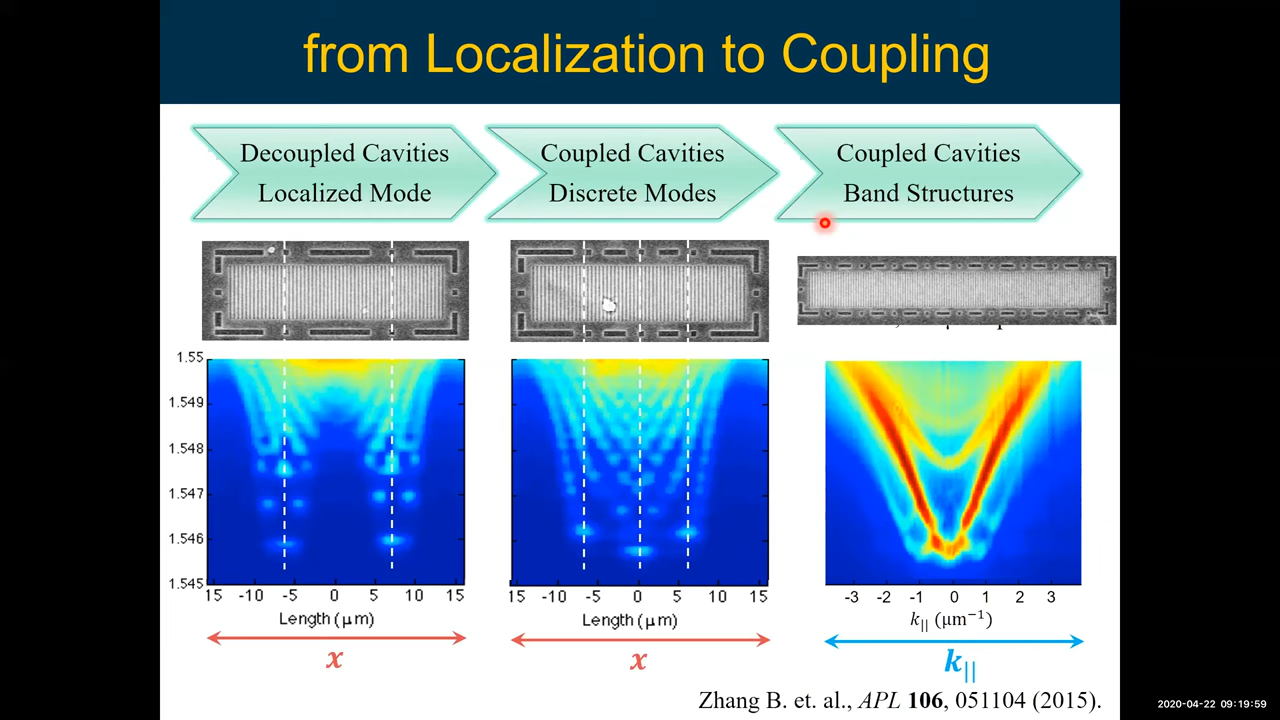 from Localization to Coupling
Decoupled Cavities
Localized Mode
Coupled Cavities
Discrete Modes
Coupled Cavities
Band Structures
1.55
1.549
1.548
1.547
1.546
1.545
15 -10 -5 0 5 10 15
Length (μm)
x
15 -10 -5 0 5 10 15
Length (μm)
x
-3 -2 -1 0 1 2 3
k|| (μm⁻¹)
k||
Zhang B. et. al., APL 106, 051104 (2015).
2020-04-22 09:19:59